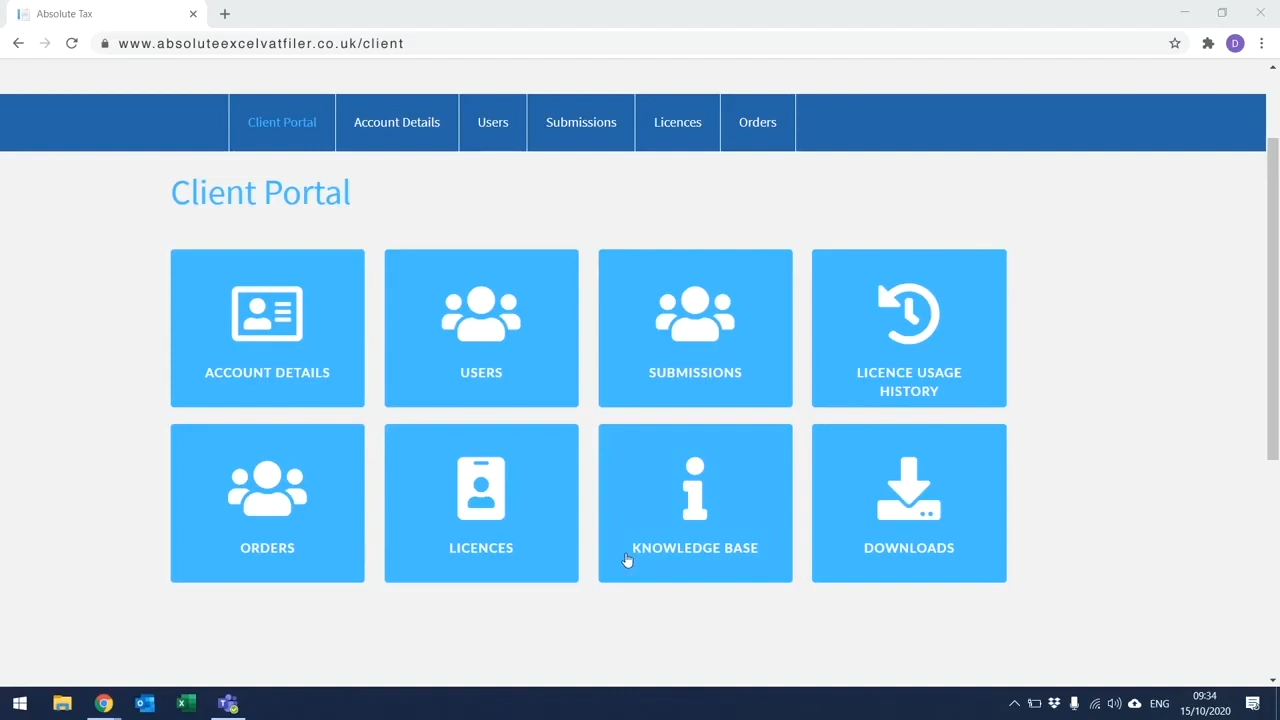 Absolute Tax
www.absoluteexcelvatfiler.co.uk/client
D
Client Portal
Account Details
Users
Submissions
Licences
Orders
Client Portal
ACCOUNT DETAILS
USERS
SUBMISSIONS
LICENCE USAGE
HISTORY
ORDERS
LICENCES
KNOWLEDGE BASE
DOWNLOADS
ENG
09:34
15/10/2020